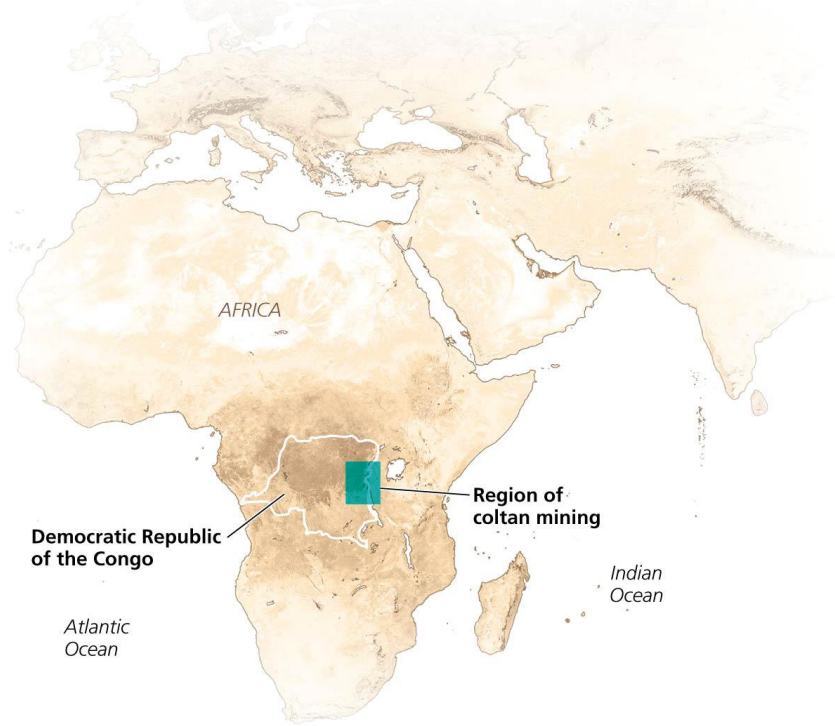 AFRICA
Region of
coltan mining
Democratic Republic
of the Congo
Indian
Ocean
Atlantic
Ocean